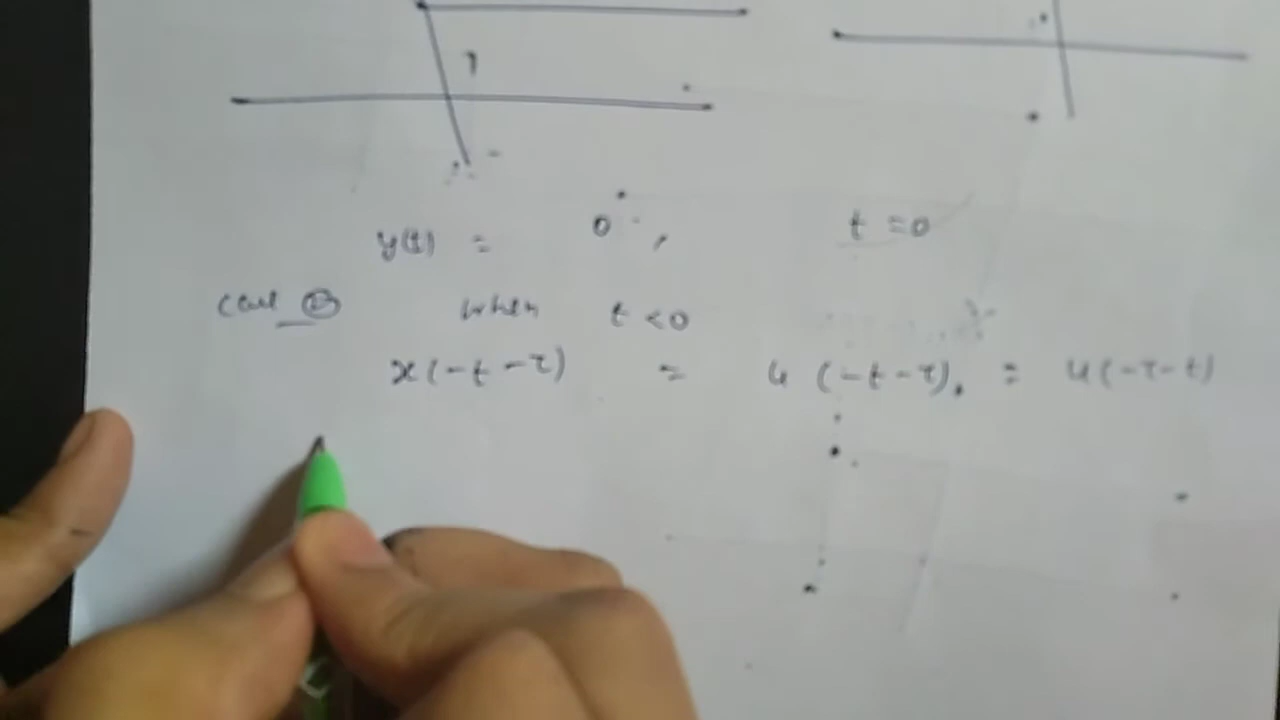 1
y(t) = 0 , t = 0
Case ② when t < 0
x(-t-τ) = u(-t-τ). = u(-τ-t)